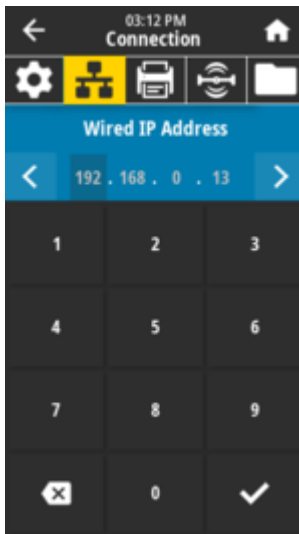 03:12 PM
Connection
Wired IP Address
192 . 168 . 0 . 13
1 2 3
4 5 6
7 8 9
0